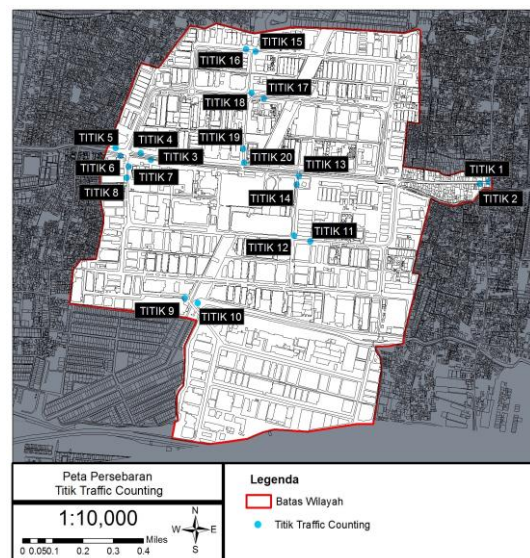 TITIK 15
TITIK 16
TITIK 17
TITIK 18
TITIK 5
TITIK 4
TITIK 19
TITIK 3
TITIK 20
TITIK 13
TITIK 6
TITIK 7
TITIK 1
TITIK 8
TITIK 14
TITIK 2
TITIK 11
TITIK 12
TITIK 9
TITIK 10
Peta Persebaran
Titik Traffic Counting
1:10,000
N
W E
S
Miles
0 0.050.1 0.2 0.3 0.4
Legenda
Batas Wilayah
Titik Traffic Counting